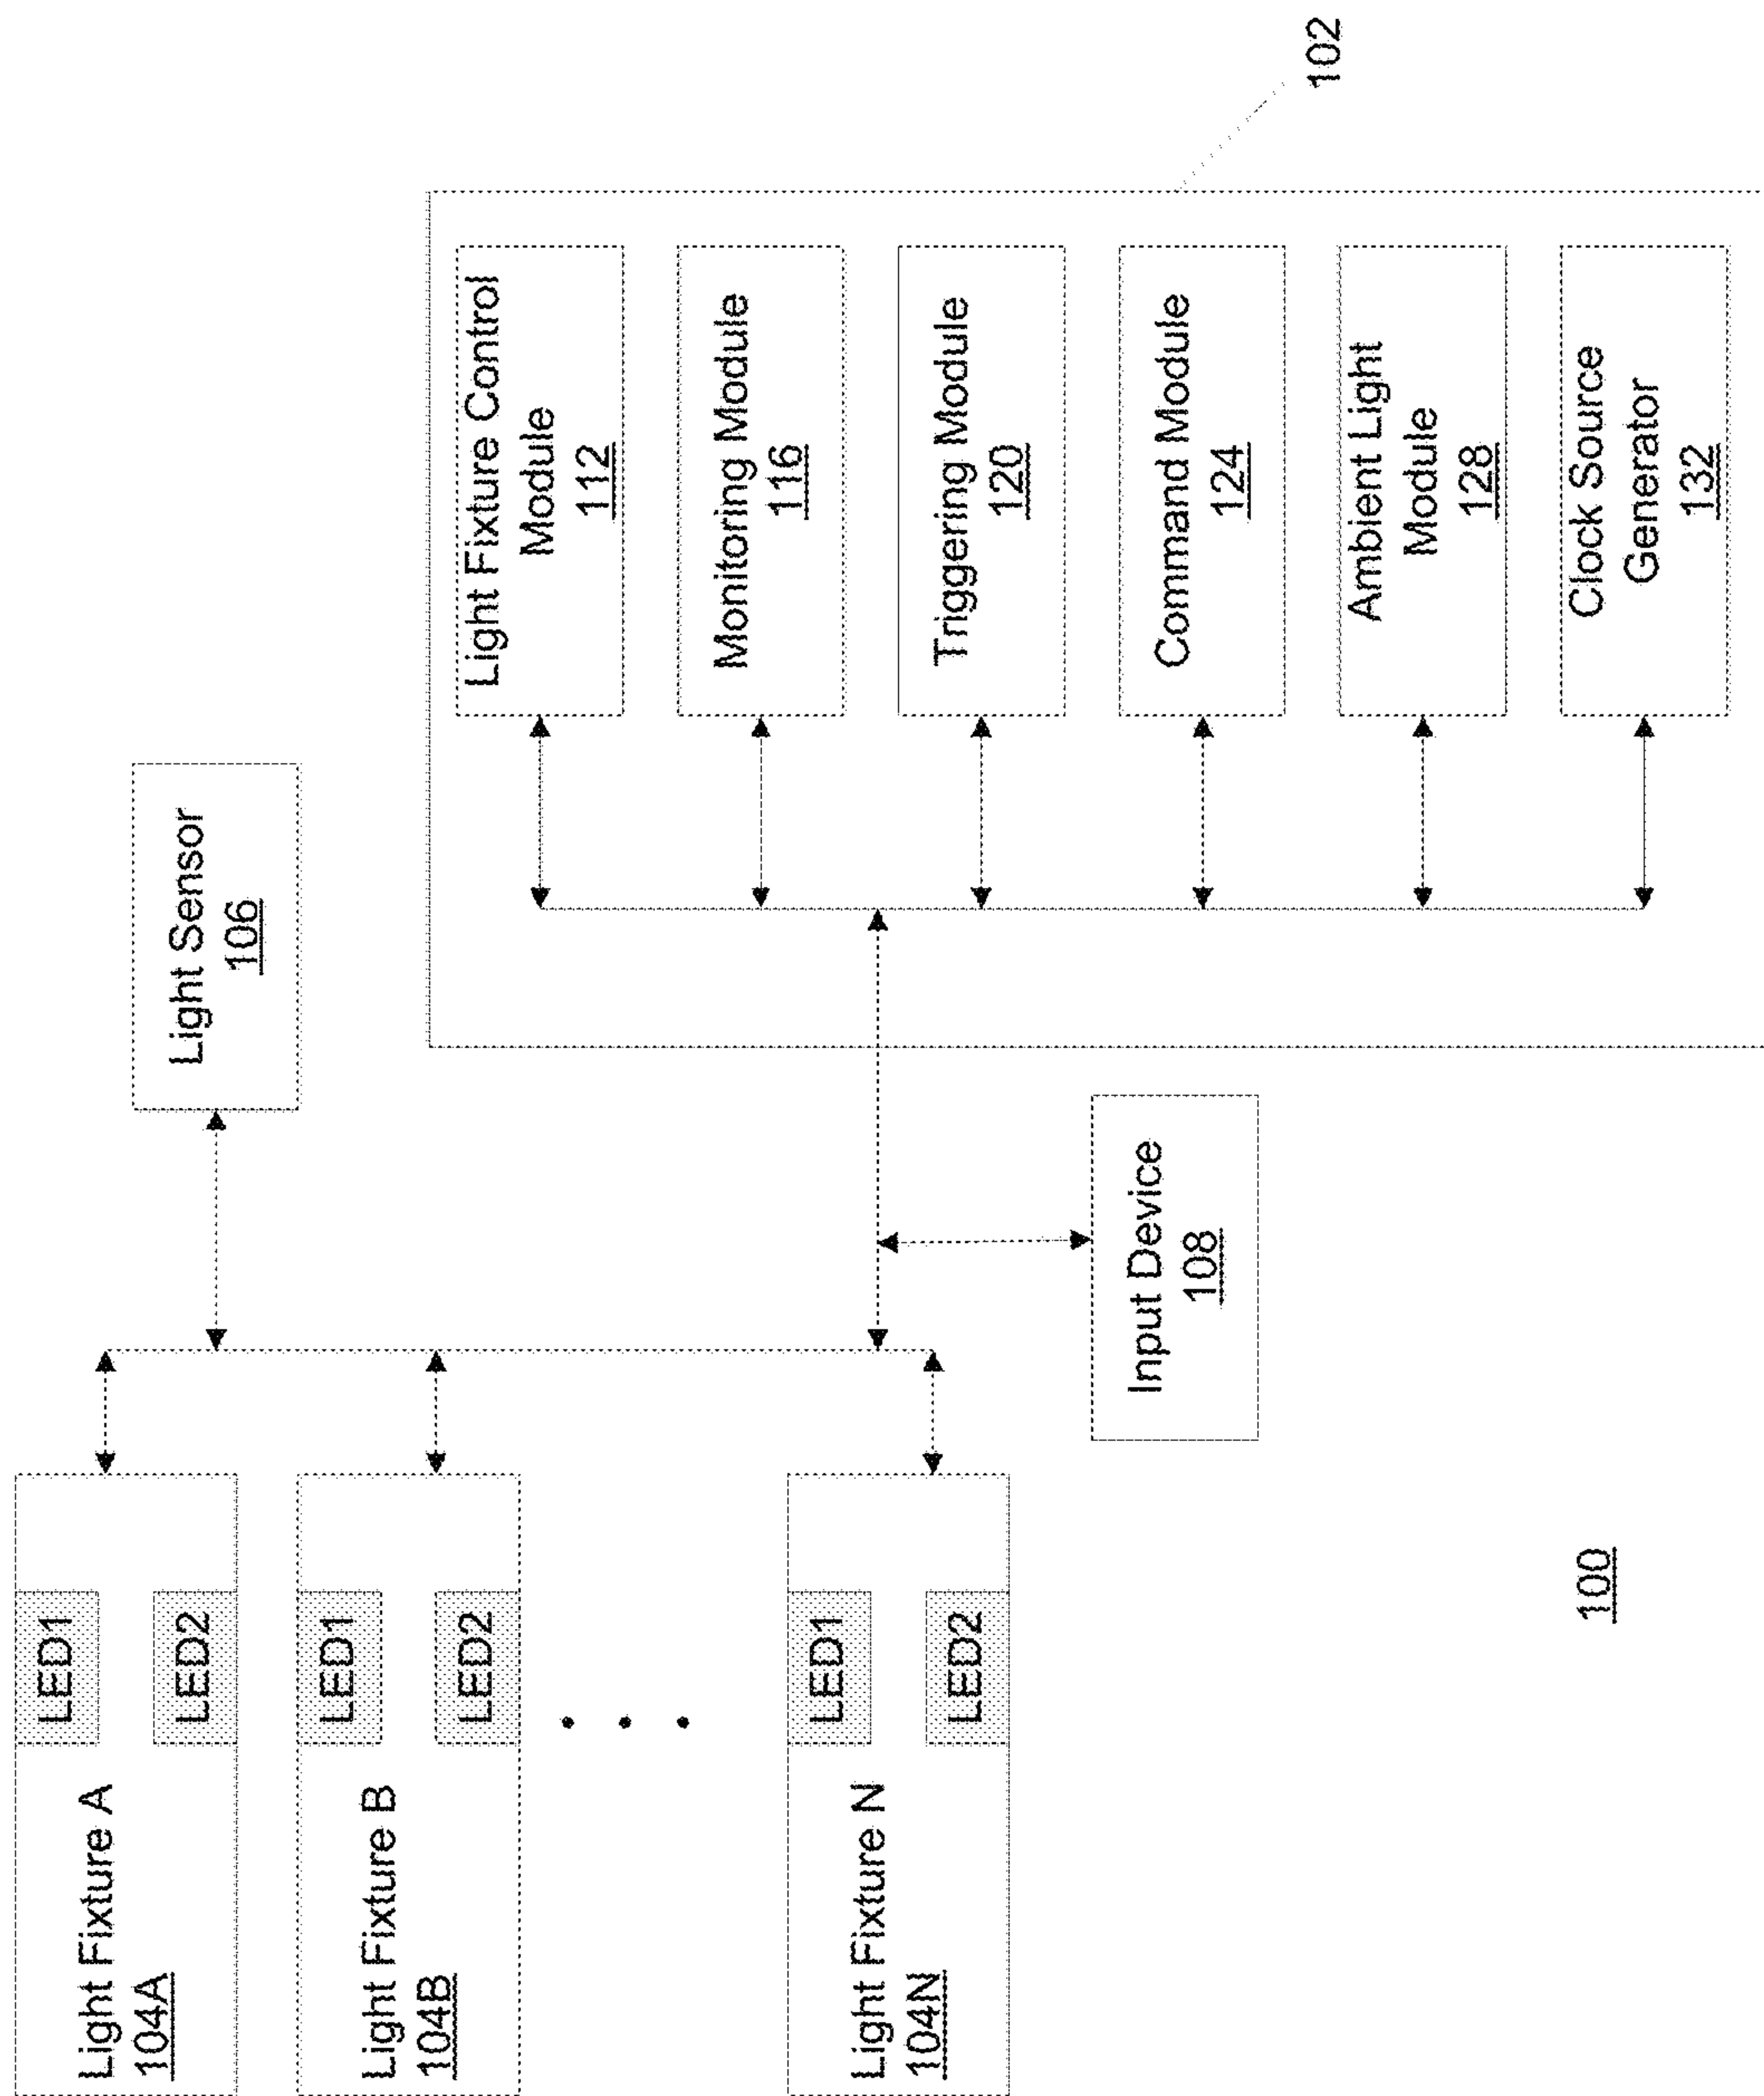 Light Fixture A
104A
LED1
LED2
Light Fixture B
104B
LED1
LED2
Light Fixture N
104N
LED1
LED2
Light Sensor
106
Input Device
108
102
Light Fixture Control
Module
112
Monitoring Module
116
Triggering Module
120
Command Module
124
Ambient Light
Module
128
Clock Source
Generator
132
100